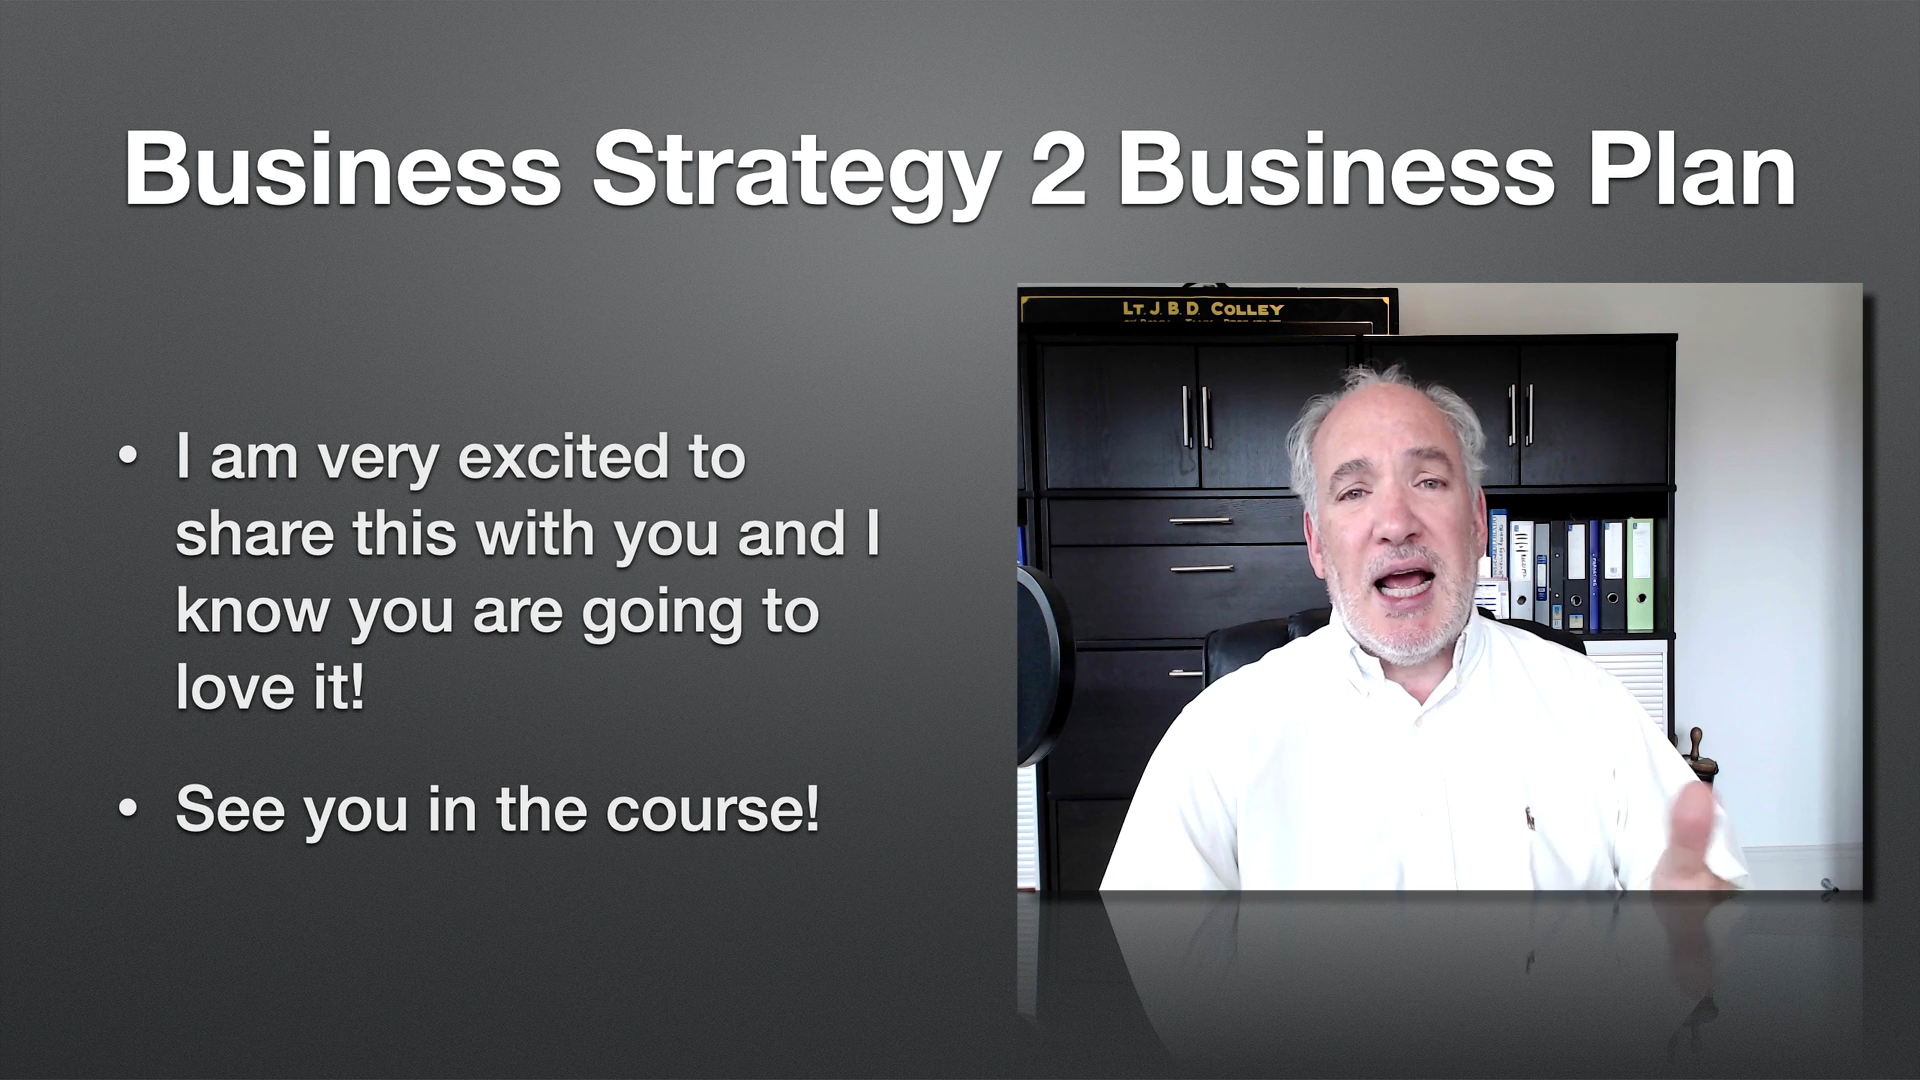 Business Strategy 2 Business Plan
LT. J. B. D. COLLEY
• I am very excited to
share this with you and I
know you are going to
love it!
• See you in the course!